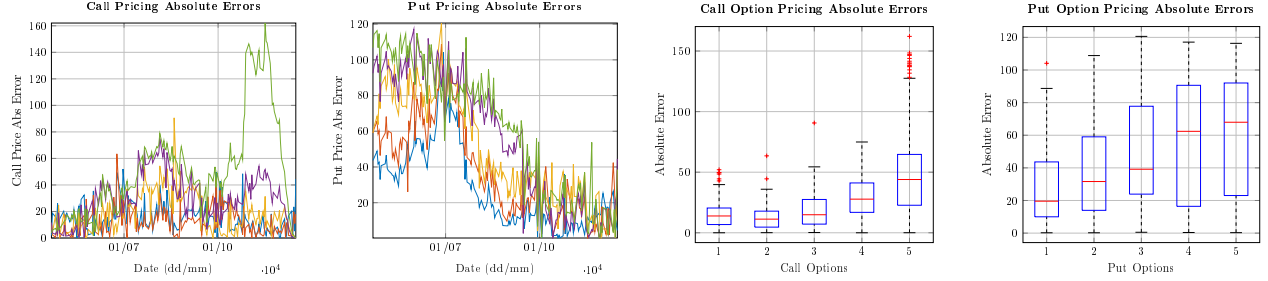 Call Pricing Absolute Errors
Call Price Abs Error
160
140
120
100
80
60
40
20
0
01/07
01/10
Date (dd/mm)
·10⁴
Put Pricing Absolute Errors
Put Price Abs Error
120
100
80
60
40
20
01/07
01/10
Date (dd/mm)
·10⁴
Call Option Pricing Absolute Errors
Absolute Error
150
100
50
0
1 2 3 4 5
Call Options
Put Option Pricing Absolute Errors
Absolute Error
120
100
80
60
40
20
0
1 2 3 4 5
Put Options